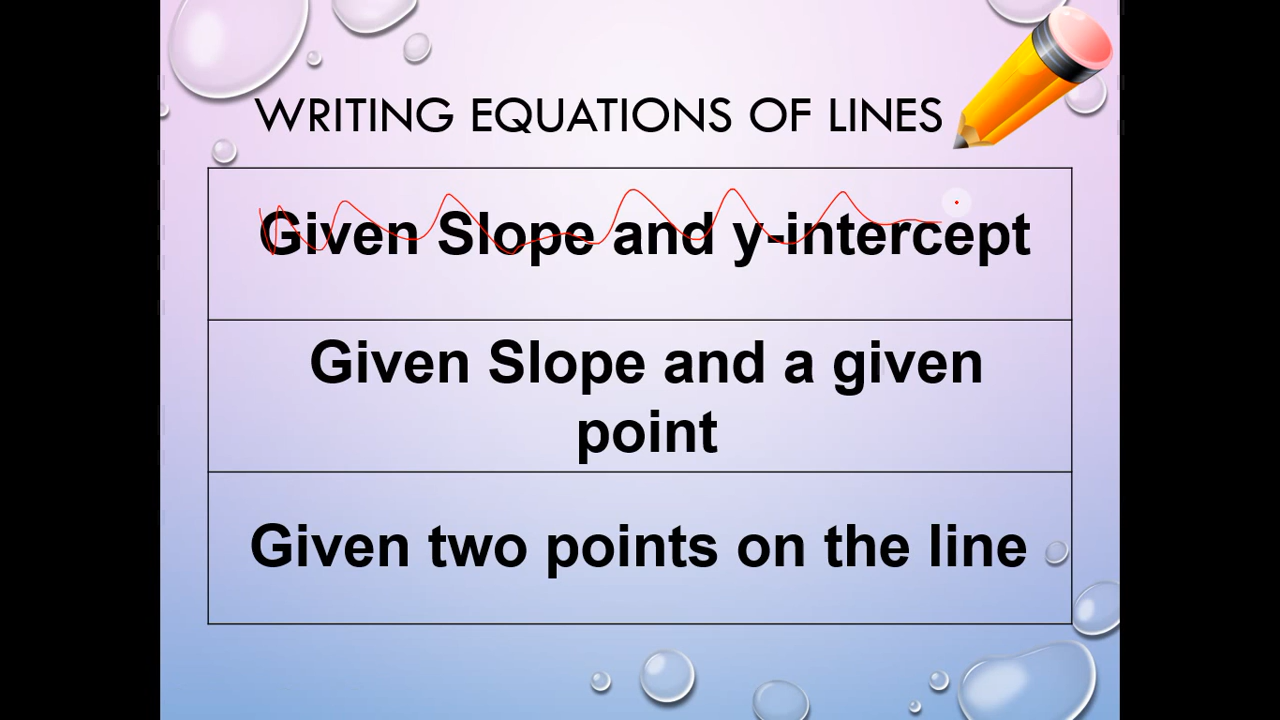 WRITING EQUATIONS OF LINES
Given Slope and y-intercept
Given Slope and a given
point
Given two points on the line